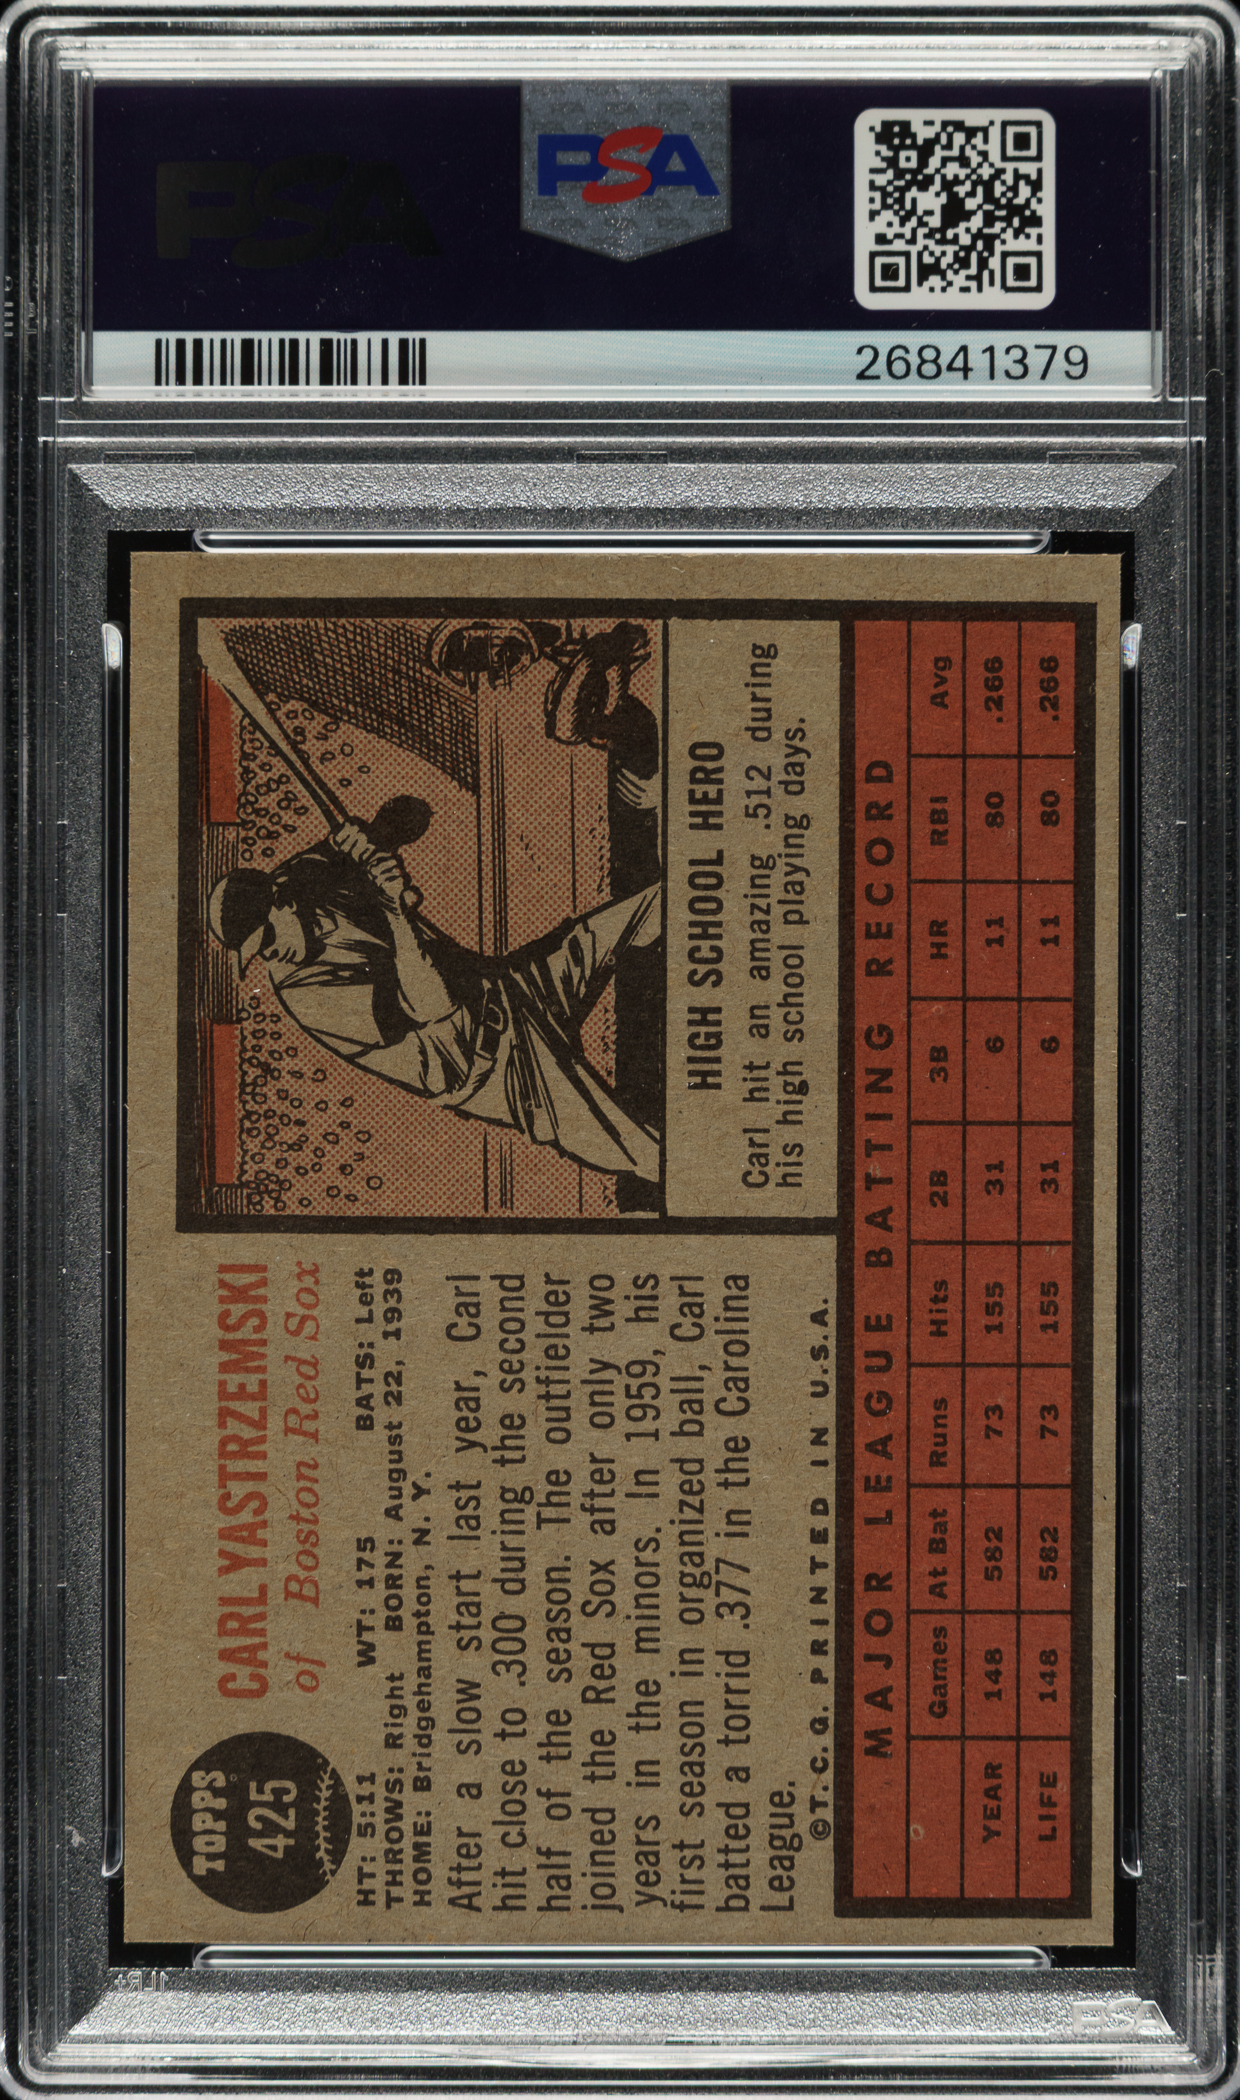 PSA
PSA
26841379
TOPPS
425
CARL YASTRZEMSKI
of Boston Red Sox
HT: 5:11 WT: 175 BATS: Left
THROWS: Right BORN: August 22, 1939
HOME: Bridgehampton, N. Y.
After a slow start last year, Carl
hit close to .300 during the second
half of the season. The outfielder
joined the Red Sox after only two
years in the minors. In 1959, his
first season in organized ball, Carl
batted a torrid .377 in the Carolina
League.
©T. C. G. PRINTED IN U.S.A.
HIGH SCHOOL HERO
Carl hit an amazing .512 during
his high school playing days.
MAJOR LEAGUE BATTING RECORD
Games At Bat Runs Hits 2B 3B HR RBI Avg
YEAR 148 582 73 155 31 6 11 80 .266
LIFE 148 582 73 155 31 6 11 80 .266
PSA